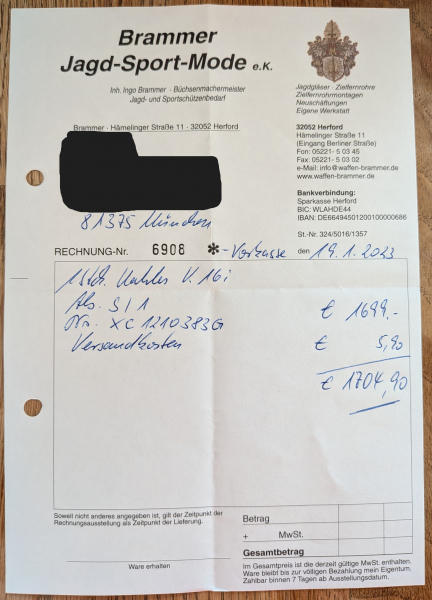 Brammer
Jagd-Sport-Mode e.K.
Inh. Ingo Brammer · Büchsenmachermeister
Jagd- und Sportschützenbedarf
Jagdgläser · Zielfernrohre
Zielfernrohrmontagen
Neuschäftungen
Eigene Werkstatt
Brammer · Hämelinger Straße 11 · 32052 Herford
32052 Herford
Hämelinger Straße 11
(Eingang Berliner Straße)
Fon: 05221- 5 03 45
Fax: 05221- 5 03 02
e-Mail: info@waffen-brammer.de
www.waffen-brammer.de
Bankverbindung:
Sparkasse Herford
BIC: WLAHDE44
IBAN: DE66494501200100000686
St.-Nr. 324/5016/1357
81375 München
RECHNUNG-Nr. 6908 * -Vorkasse den 19.1.2023
1 Stck. Kahles K 16i
Abs. S/1 € 1699.-
Nr. XC1210383G
Versandkosten € 5,90
€ 1704,90
Soweit nicht anderes angegeben ist, gilt der Zeitpunkt der
Rechnungsausstellung als Zeitpunkt der Lieferung.
Betrag
+ MwSt.
Gesamtbetrag
Ware erhalten
Im Gesamtpreis ist die derzeit gültige MwSt. enthalten.
Ware bleibt bis zur völligen Bezahlung mein Eigentum.
Zahlbar binnen 7 Tagen ab Ausstellungsdatum.